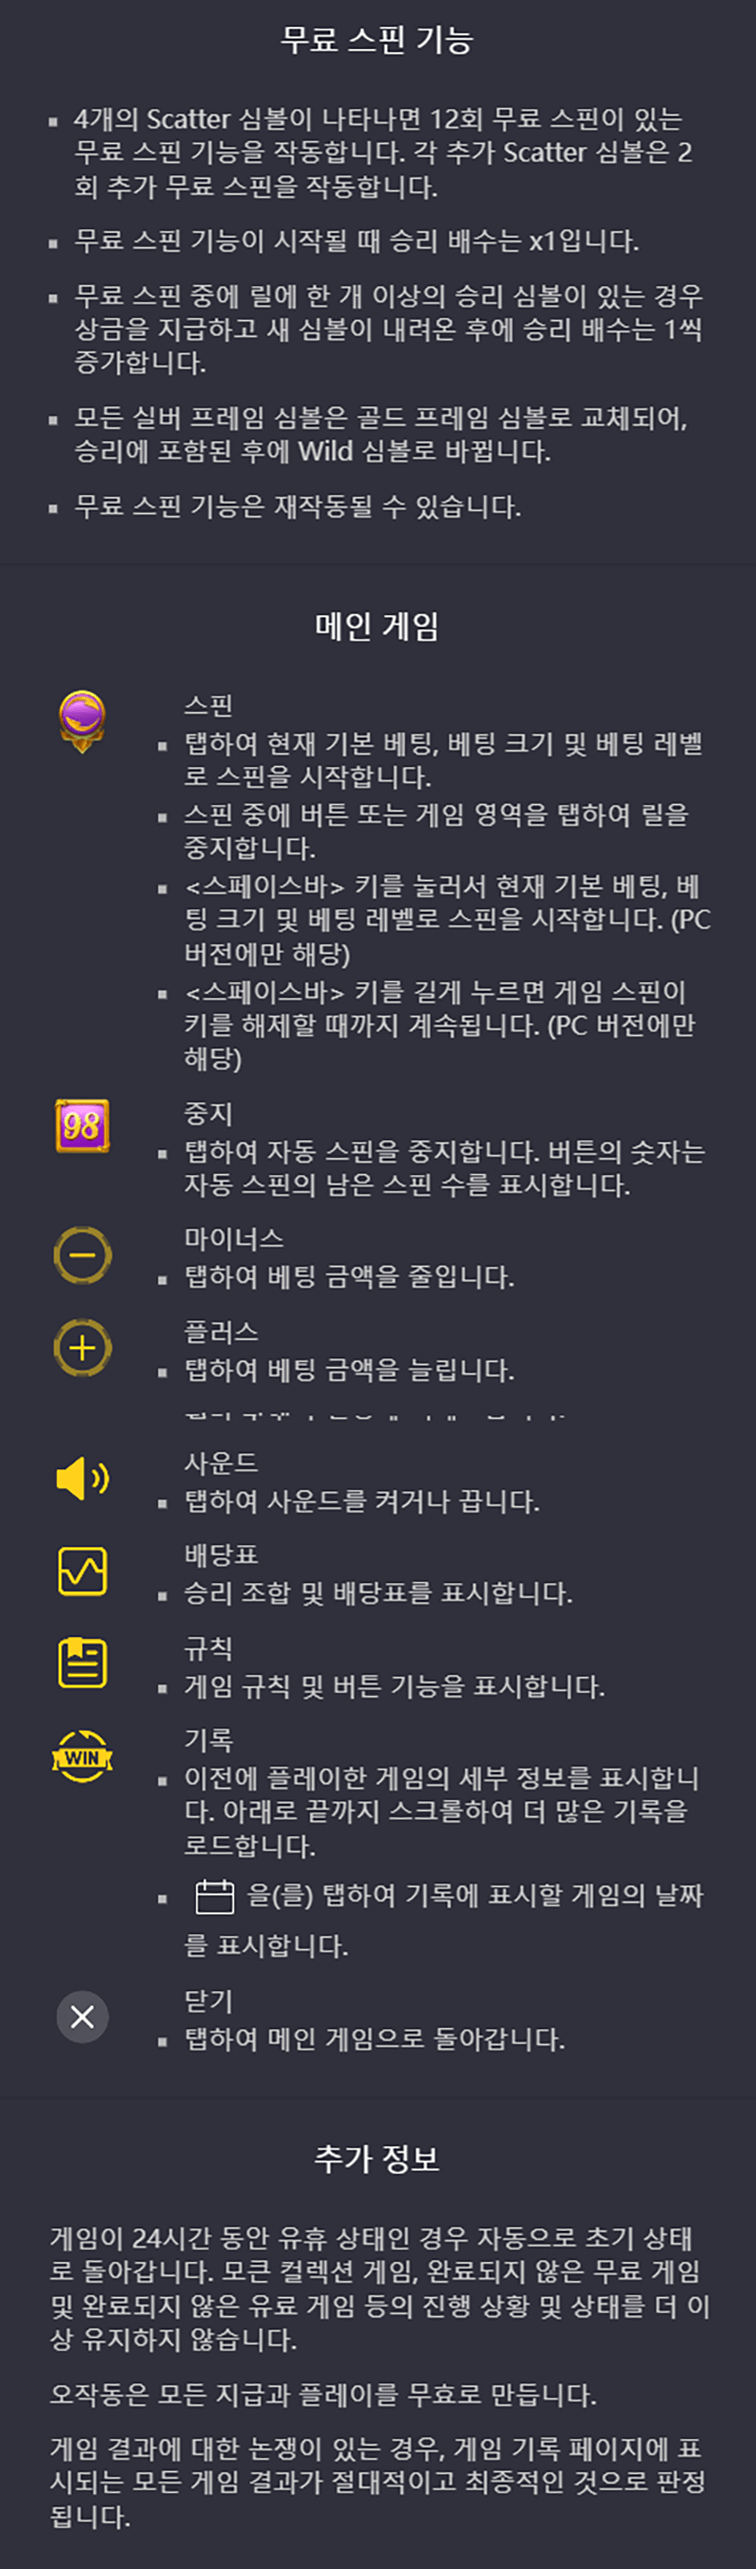 무료 스핀 기능
▪ 4개의 Scatter 심볼이 나타나면 12회 무료 스핀이 있는
무료 스핀 기능을 작동합니다. 각 추가 Scatter 심볼은 2
회 추가 무료 스핀을 작동합니다.
▪ 무료 스핀 기능이 시작될 때 승리 배수는 x1입니다.
▪ 무료 스핀 중에 릴에 한 개 이상의 승리 심볼이 있는 경우
상금을 지급하고 새 심볼이 내려온 후에 승리 배수는 1씩
증가합니다.
▪ 모든 실버 프레임 심볼은 골드 프레임 심볼로 교체되어,
승리에 포함된 후에 Wild 심볼로 바뀝니다.
▪ 무료 스핀 기능은 재작동될 수 있습니다.
메인 게임
스핀
▪ 탭하여 현재 기본 베팅, 베팅 크기 및 베팅 레벨
로 스핀을 시작합니다.
▪ 스핀 중에 버튼 또는 게임 영역을 탭하여 릴을
중지합니다.
▪ <스페이스바> 키를 눌러서 현재 기본 베팅, 베
팅 크기 및 베팅 레벨로 스핀을 시작합니다. (PC
버전에만 해당)
▪ <스페이스바> 키를 길게 누르면 게임 스핀이
키를 해제할 때까지 계속됩니다. (PC 버전에만
해당)
98
중지
▪ 탭하여 자동 스핀을 중지합니다. 버튼의 숫자는
자동 스핀의 남은 스핀 수를 표시합니다.
마이너스
▪ 탭하여 베팅 금액을 줄입니다.
플러스
▪ 탭하여 베팅 금액을 늘립니다.
사운드
▪ 탭하여 사운드를 켜거나 끕니다.
배당표
▪ 승리 조합 및 배당표를 표시합니다.
규칙
▪ 게임 규칙 및 버튼 기능을 표시합니다.
WIN
기록
▪ 이전에 플레이한 게임의 세부 정보를 표시합니
다. 아래로 끝까지 스크롤하여 더 많은 기록을
로드합니다.
▪ 을(를) 탭하여 기록에 표시할 게임의 날짜
를 표시합니다.
닫기
▪ 탭하여 메인 게임으로 돌아갑니다.
추가 정보
게임이 24시간 동안 유휴 상태인 경우 자동으로 초기 상태
로 돌아갑니다. 모큰 컬렉션 게임, 완료되지 않은 무료 게임
및 완료되지 않은 유료 게임 등의 진행 상황 및 상태를 더 이
상 유지하지 않습니다.
오작동은 모든 지급과 플레이를 무효로 만듭니다.
게임 결과에 대한 논쟁이 있는 경우, 게임 기록 페이지에 표
시되는 모든 게임 결과가 절대적이고 최종적인 것으로 판정
됩니다.